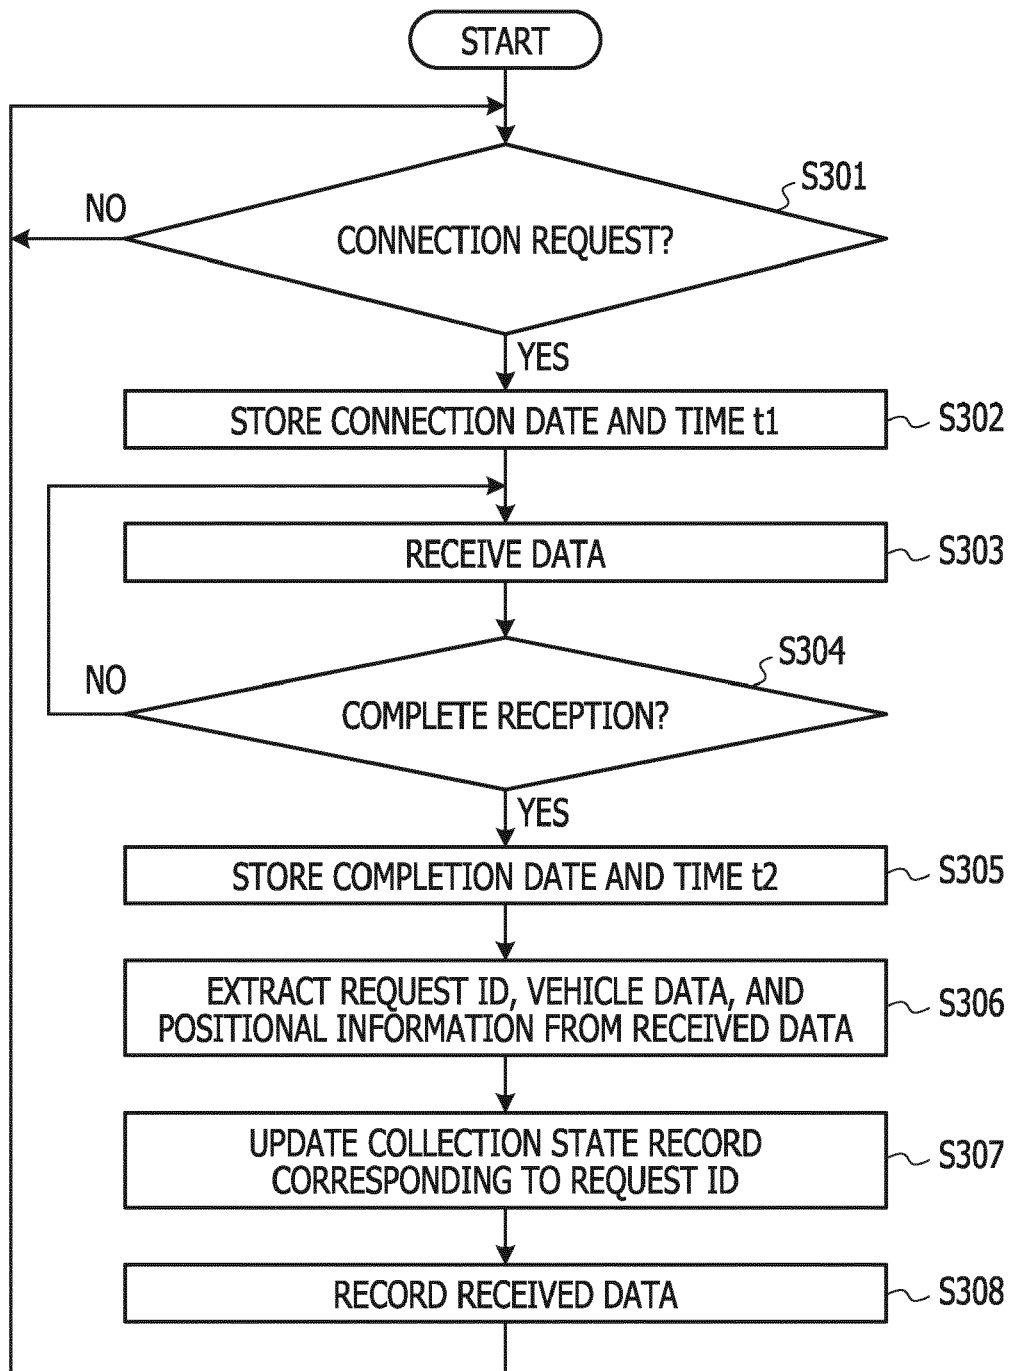 START
S301
NO
CONNECTION REQUEST?
YES
STORE CONNECTION DATE AND TIME t1
S302
RECEIVE DATA
S303
S304
NO
COMPLETE RECEPTION?
YES
STORE COMPLETION DATE AND TIME t2
S305
EXTRACT REQUEST ID, VEHICLE DATA, AND
POSITIONAL INFORMATION FROM RECEIVED DATA
S306
UPDATE COLLECTION STATE RECORD
CORRESPONDING TO REQUEST ID
S307
RECORD RECEIVED DATA
S308